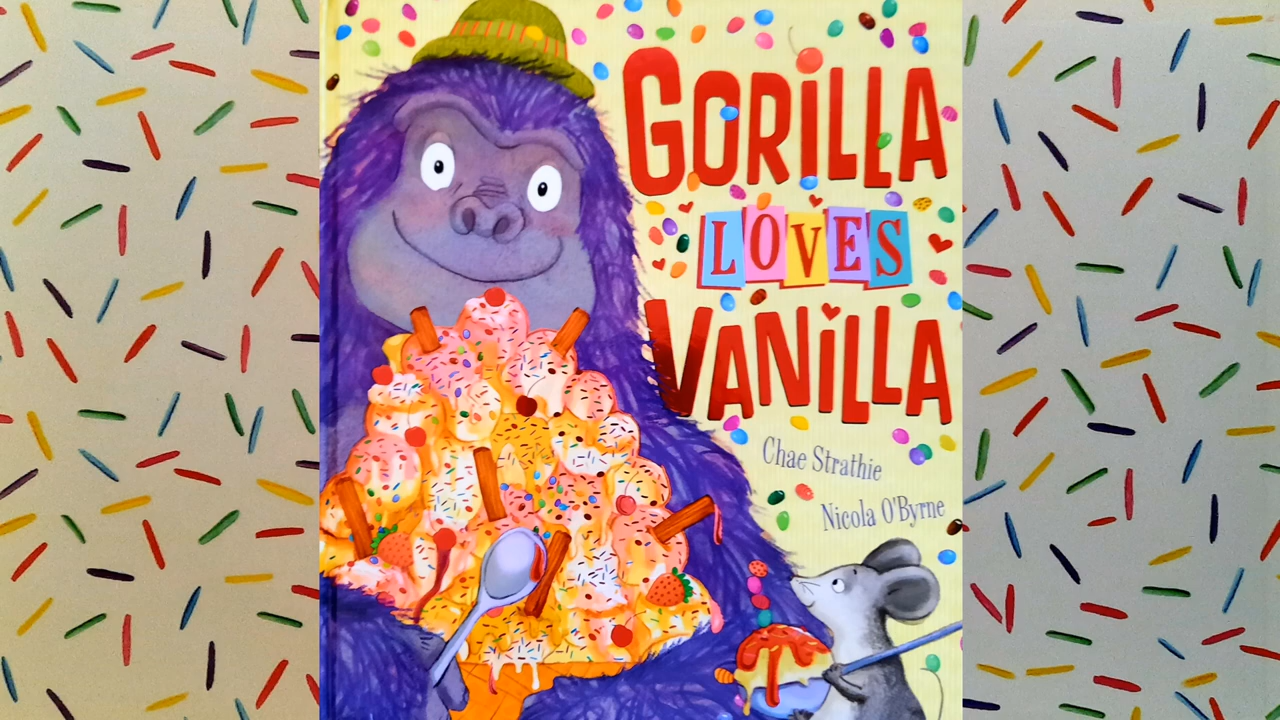 GORILLA
LOVES
VANILLA
Chae Strathie
Nicola O'Byrne